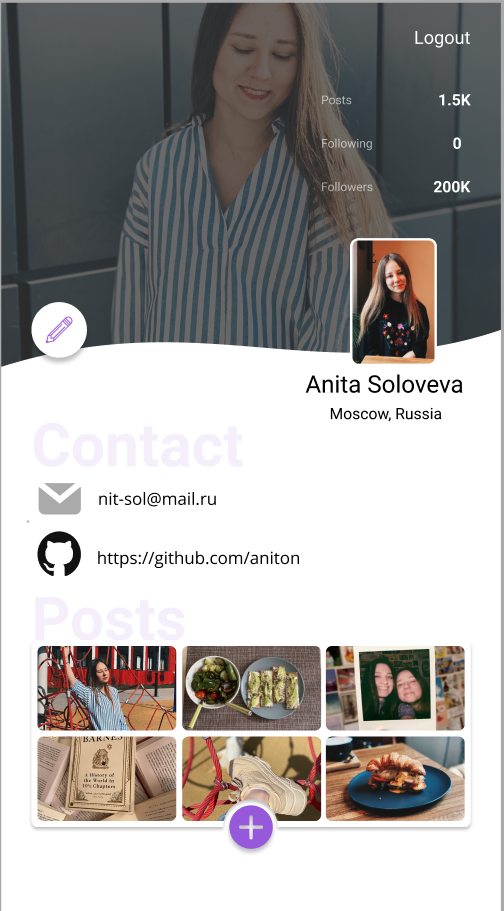 Logout
Posts 1.5K
Following 0
Followers 200K
Anita Soloveva
Moscow, Russia
Contact
nit-sol@mail.ru
https://github.com/aniton
Posts
BARNES
A History of
the World in
10½ Chapters